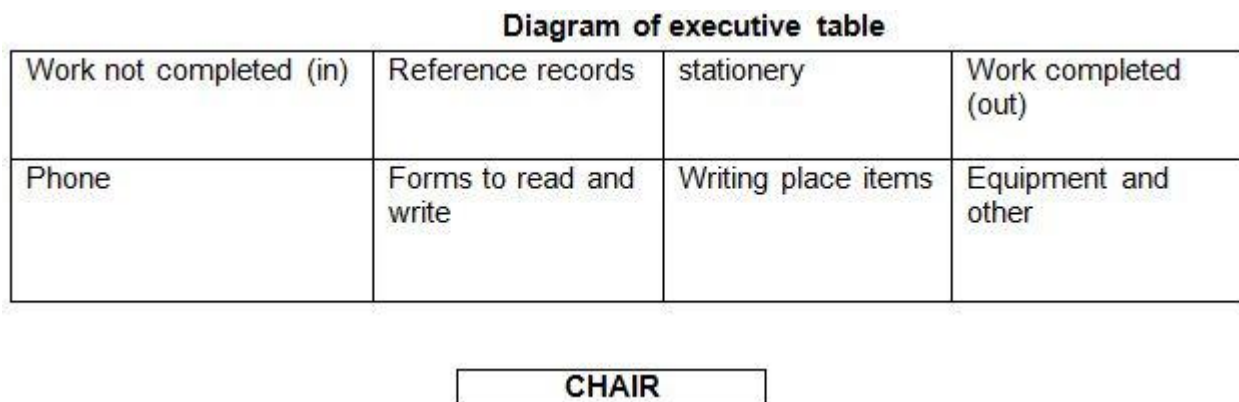 Diagram of executive table
Work not completed (in)
Reference records
stationery
Work completed
(out)
Phone
Forms to read and
write
Writing place items
Equipment and
other
CHAIR